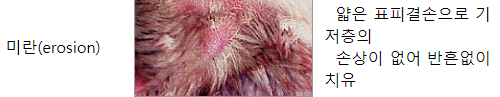 미란(erosion)
얇은 표피결손으로 기
저층의
손상이 없어 반흔없이
치유